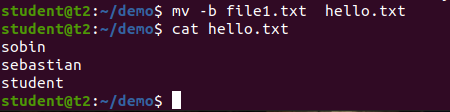 student@t2:~/demo$ mv -b file1.txt  hello.txt
student@t2:~/demo$ cat hello.txt
sobin
sebastian
student
student@t2:~/demo$